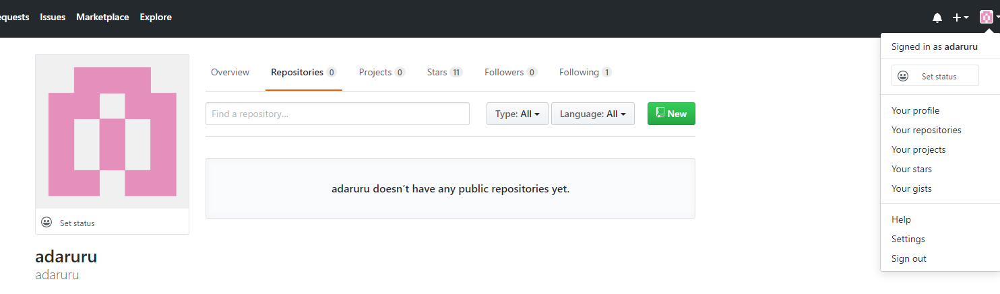 equests Issues Marketplace Explore
Signed in as adaruru
Set status
Your profile
Your repositories
Your projects
Your stars
Your gists
Help
Settings
Sign out
Overview Repositories 0 Projects 0 Stars 11 Followers 0 Following 1
Find a repository…
Type: All
Language: All
New
adaruru doesn’t have any public repositories yet.
Set status
adaruru
adaruru